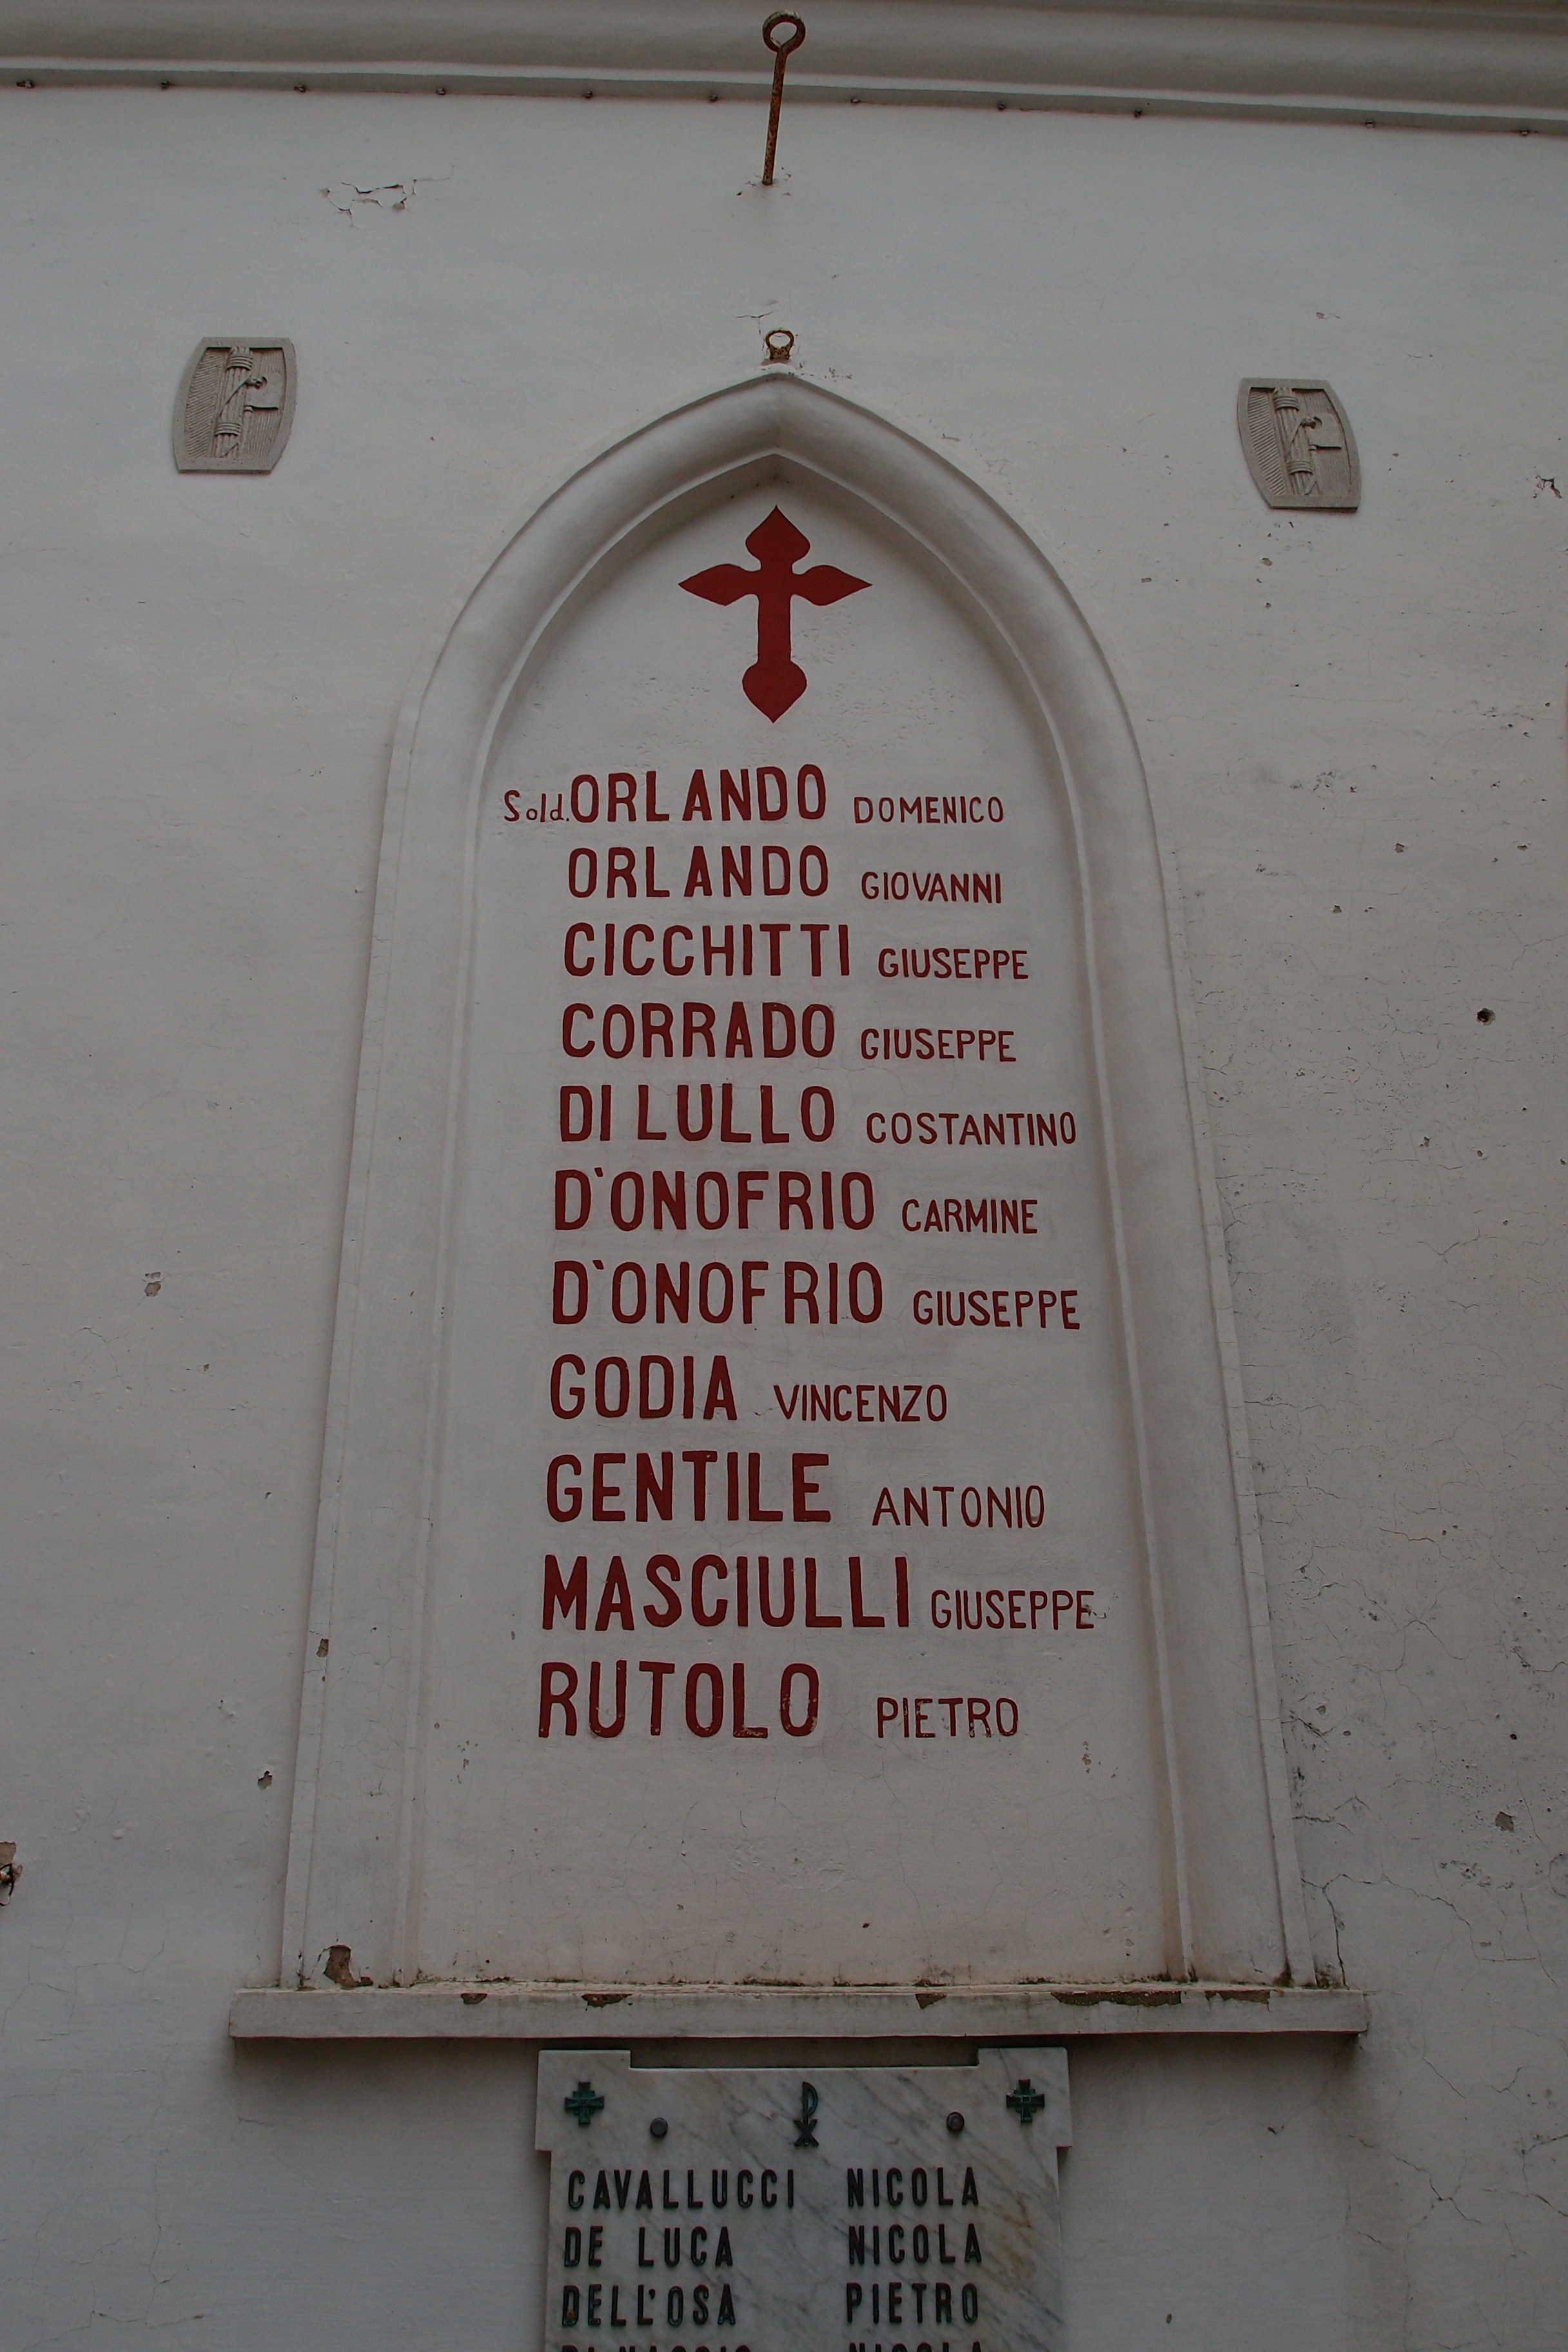 Sold. ORLANDO DOMENICO
ORLANDO GIOVANNI
CICCHITTI GIUSEPPE
CORRADO GIUSEPPE
DI LULLO COSTANTINO
D'ONOFRIO CARMINE
D'ONOFRIO GIUSEPPE
GODIA VINCENZO
GENTILE ANTONIO
MASCIULLI GIUSEPPE
RUTOLO PIETRO
CAVALLUCCI NICOLA
DE LUCA NICOLA
DELL'OSA PIETRO
NICOLA